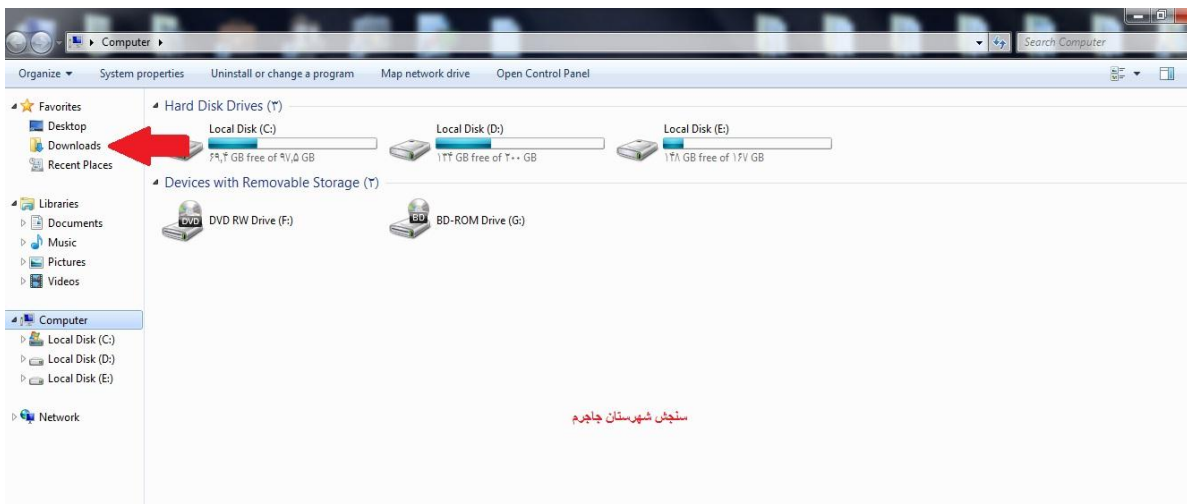 Computer
Search Computer
Organize
System properties
Uninstall or change a program
Map network drive
Open Control Panel
Favorites
Desktop
Downloads
Recent Places
Libraries
Documents
Music
Pictures
Videos
Computer
Local Disk (C:)
Local Disk (D:)
Local Disk (E:)
Network
Hard Disk Drives (۳)
Local Disk (C:)
۶۹,۴ GB free of ۹۷,۵ GB
Local Disk (D:)
۱۳۴ GB free of ۲۰۰ GB
Local Disk (E:)
۱۴۸ GB free of ۱۶۷ GB
Devices with Removable Storage (۲)
DVD
DVD RW Drive (F:)
BD
BD-ROM Drive (G:)
سنجش شهرستان جاجرم